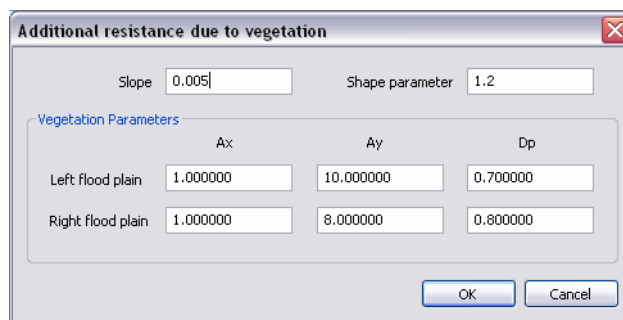 Additional resistance due to vegetation
Slope 0.005 Shape parameter 1.2
Vegetation Parameters
Ax Ay Dp
Left flood plain 1.000000 10.000000 0.700000
Right flood plain 1.000000 8.000000 0.800000
OK Cancel